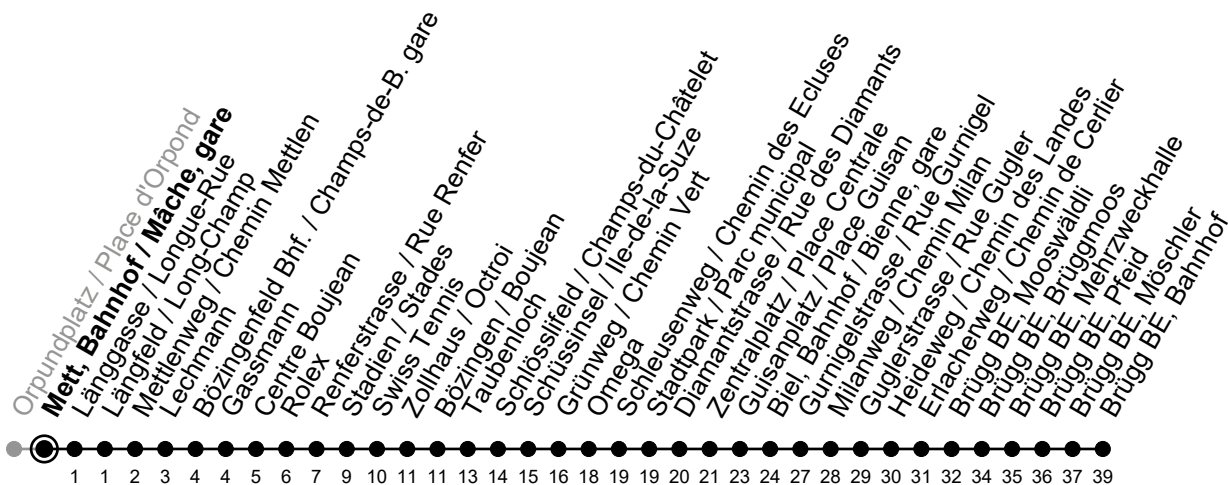 Orpundplatz / Place d'Orpond
Mett, Bahnhof / Mâche, gare
Länggasse / Longue-Rue
Längfeld / Long-Champ
Mettlenweg / Chemin Mettlen
Lechmann
Bözingenfeld Bhf. / Champs-de-B. gare
Gassmann
Centre Boujean
Rolex
Renferstrasse / Rue Renfer
Stadien / Stades
Swiss Tennis
Zollhaus / Octroi
Bözingen / Boujean
Taubenloch
Schlösslifeld / Champs-du-Châtelet
Schüssinsel / Ile-de-la-Suze
Grünweg / Chemin Vert
Omega
Schleusenweg / Chemin des Ecluses
Stadtpark / Parc municipal
Diamantstrasse / Rue des Diamants
Zentralplatz / Place Centrale
Guisanplatz / Place Guisan
Biel, Bahnhof / Bienne, gare
Gurnigelstrasse / Rue Gurnigel
Milanweg / Chemin Milan
Guglerstrasse / Rue Gugler
Heideweg / Chemin des Landes
Erlacherweg / Chemin de Cerlier
Brügg BE, Mooswäldli
Brügg BE, Brüggmoos
Brügg BE, Mehrzweckhalle
Brügg BE, Pfeid
Brügg BE, Möschler
Brügg BE, Bahnhof
1 1 2 3 4 4 5 6 7 9 10 11 11 13 14 15 16 18 19 19 20 21 23 24 27 28 29 30 31 32 34 35 36 37 39